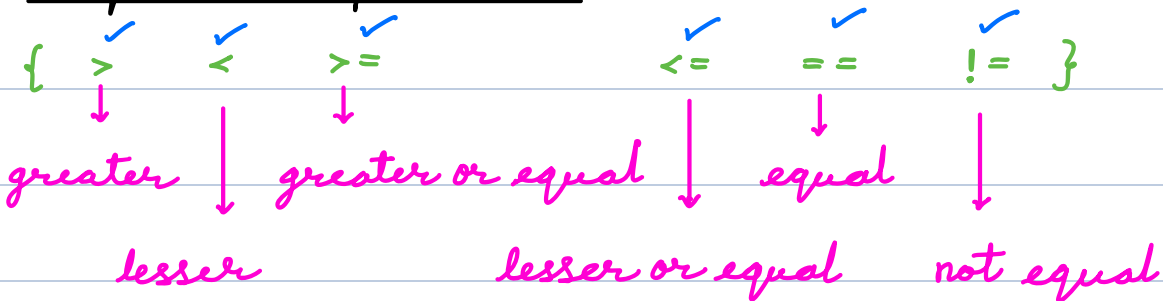 { > < >= <= == != }
greater greater or equal equal
lesser lesser or equal not equal